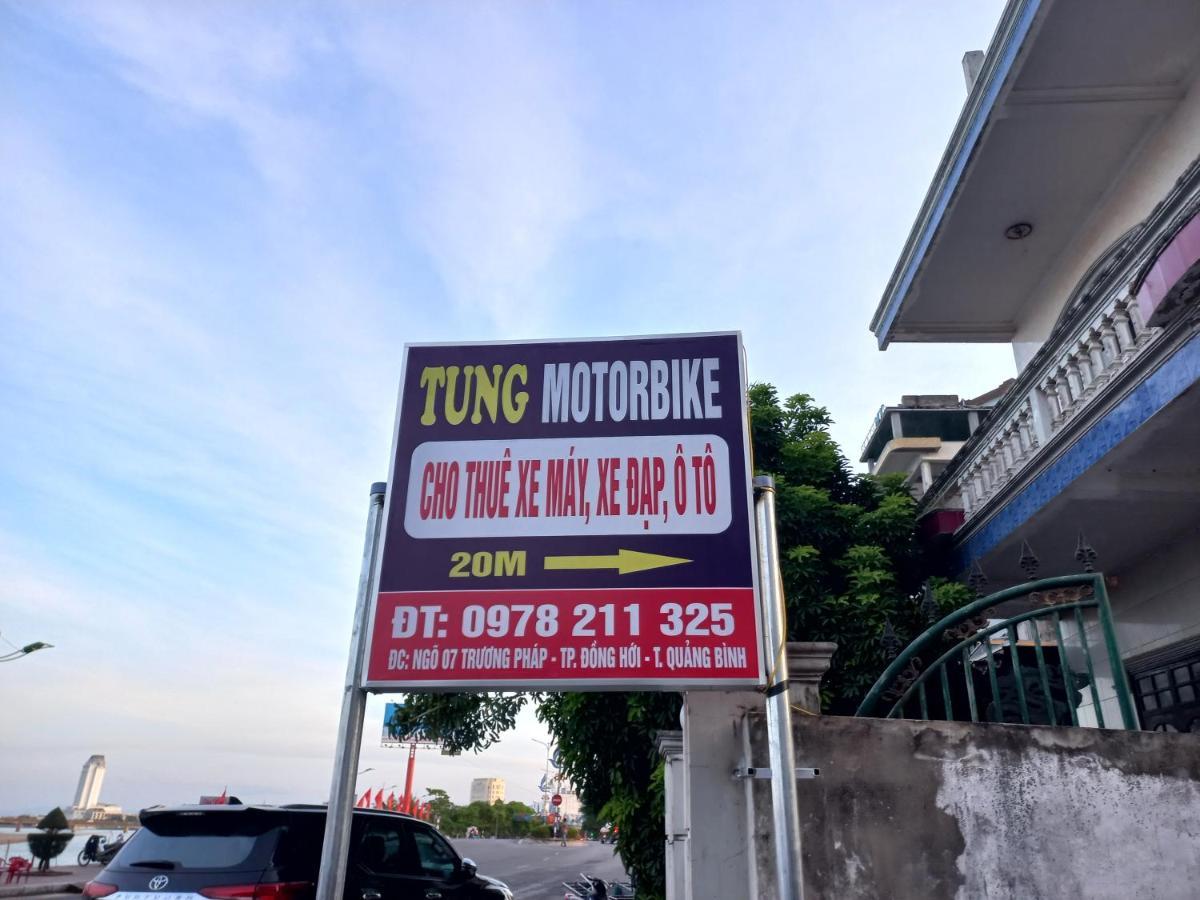 TUNG MOTORBIKE
CHO THUÊ XE MÁY, XE ĐẠP, Ô TÔ
20M
ĐT: 0978 211 325
ĐC: NGÕ 07 TRƯƠNG PHÁP - TP. ĐỒNG HỚI - T. QUẢNG BÌNH